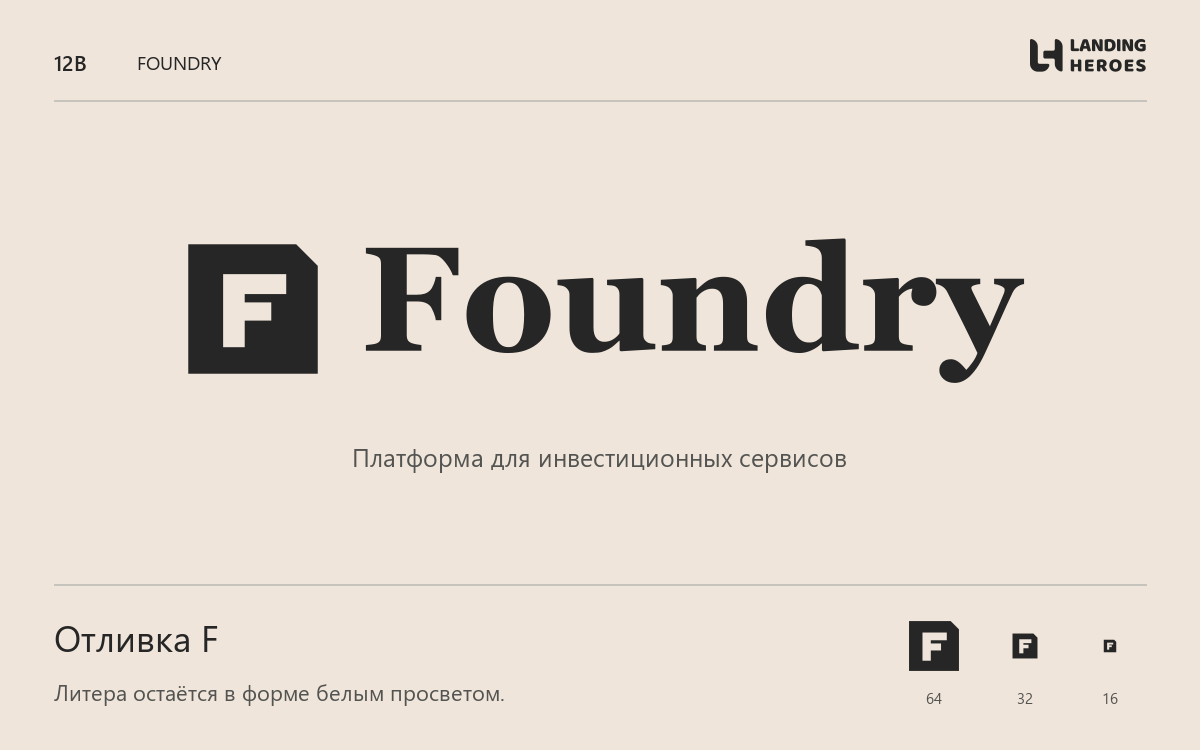 12B FOUNDRY
LANDING
HEROES
F Foundry
Платформа для инвестиционных сервисов
Отливка F
Литера остаётся в форме белым просветом.
F F F
64 32 16